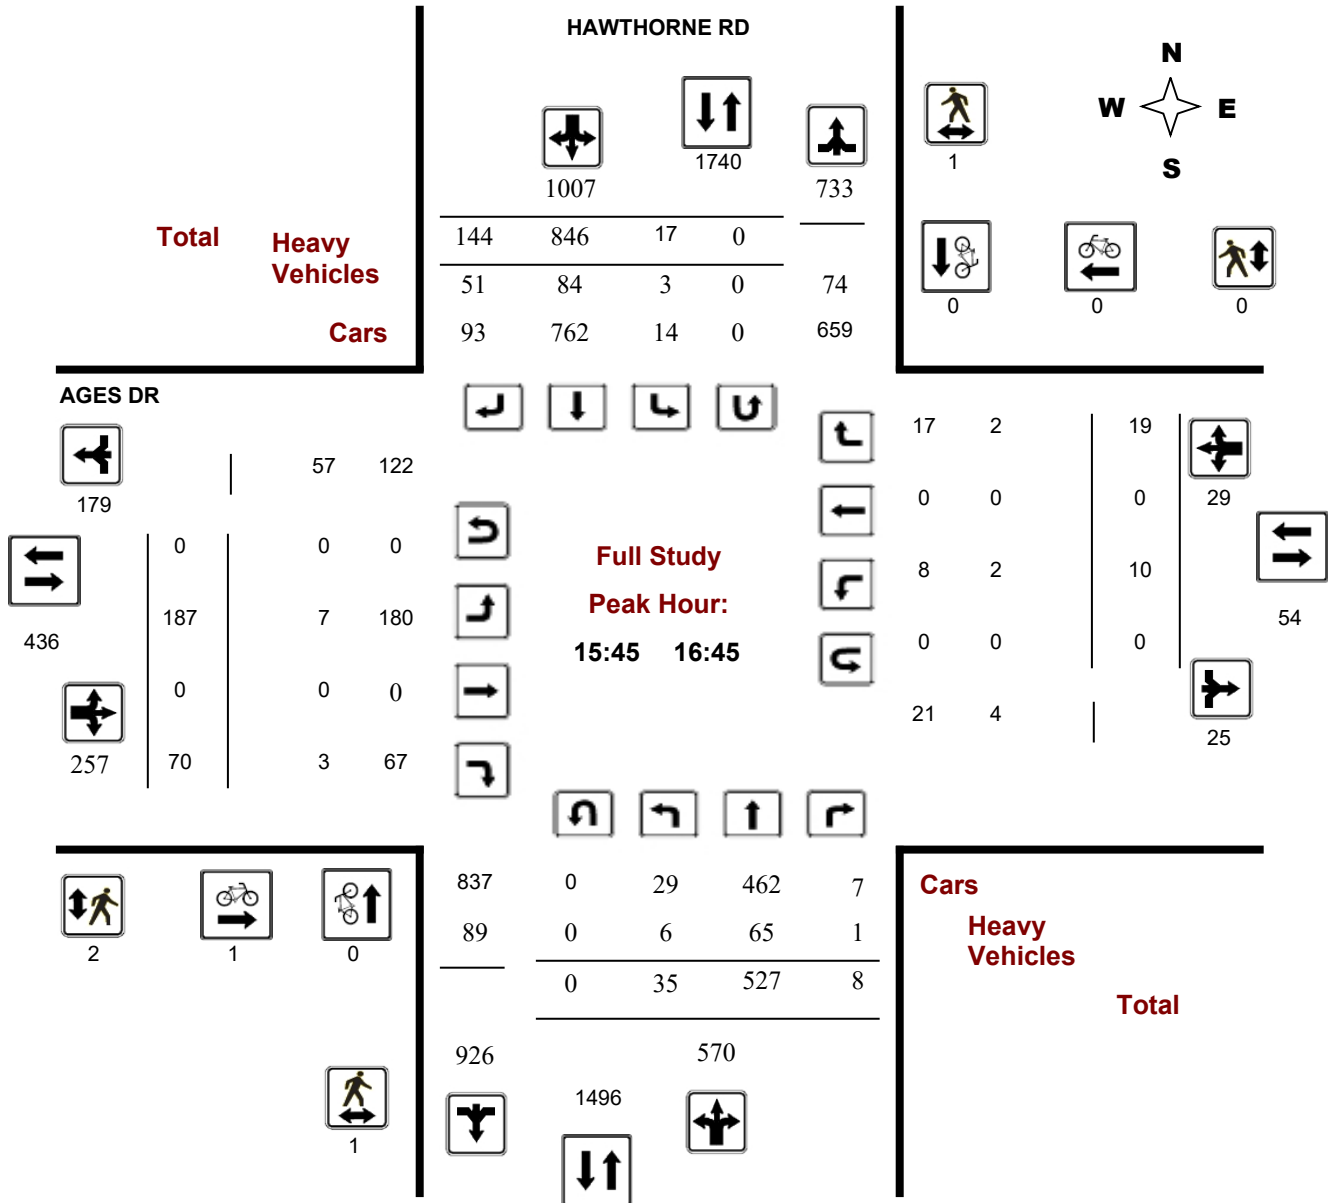 HAWTHORNE RD
N
W E
S
1740
1
1007 733
Total Heavy Vehicles
144 846 17 0
51 84 3 0 74
Cars 93 762 14 0 659
0 0 0
AGES DR
17 2 19
57 122
179
0 0 0 29
0 0 0
Full Study
8 2 10
Peak Hour:
187 7 180
54
436
15:45 16:45
0 0 0
0 0 0
21 4
25
257 70 3 67
837 0 29 462 7
Cars
89 0 6 65 1
Heavy Vehicles
2 1 0
0 35 527 8
Total
926 570
1496
1